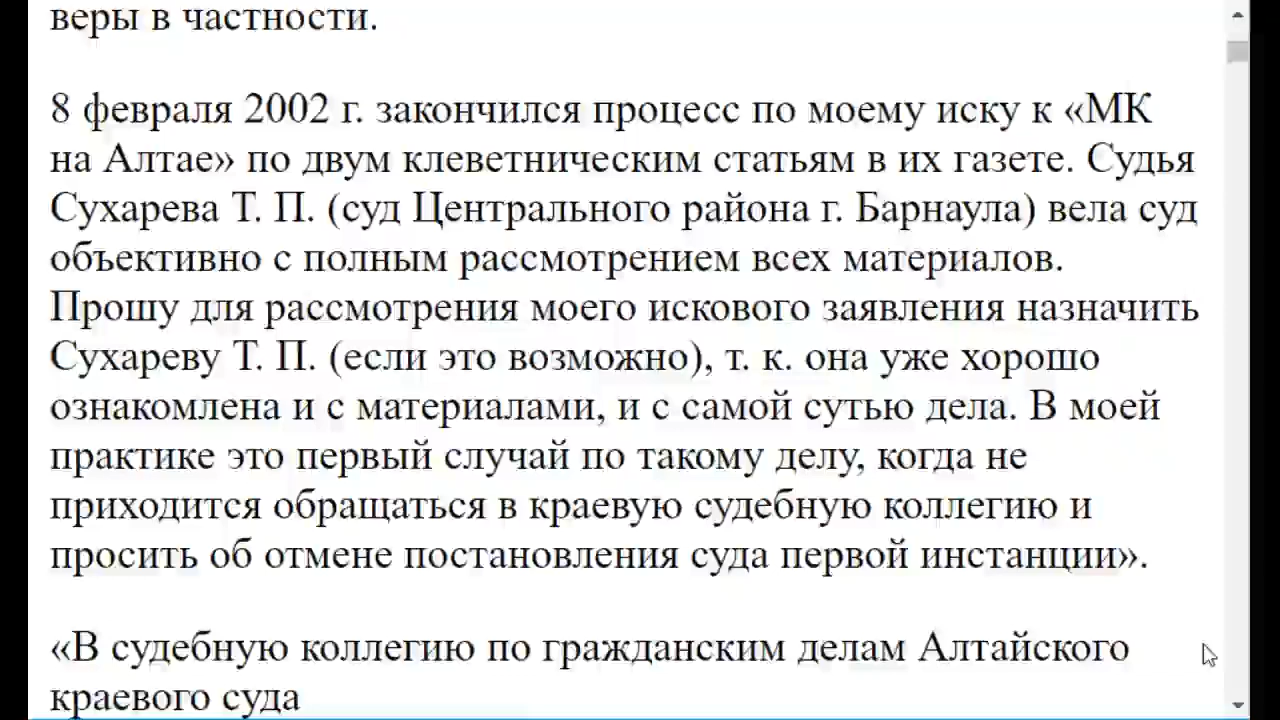 веры в частности.
8 февраля 2002 г. закончился процесс по моему иску к «МК
на Алтае» по двум клеветническим статьям в их газете. Судья
Сухарева Т. П. (суд Центрального района г. Барнаула) вела суд
объективно с полным рассмотрением всех материалов.
Прошу для рассмотрения моего искового заявления назначить
Сухареву Т. П. (если это возможно), т. к. она уже хорошо
ознакомлена и с материалами, и с самой сутью дела. В моей
практике это первый случай по такому делу, когда не
приходится обращаться в краевую судебную коллегию и
просить об отмене постановления суда первой инстанции».
«В судебную коллегию по гражданским делам Алтайского
краевого суда